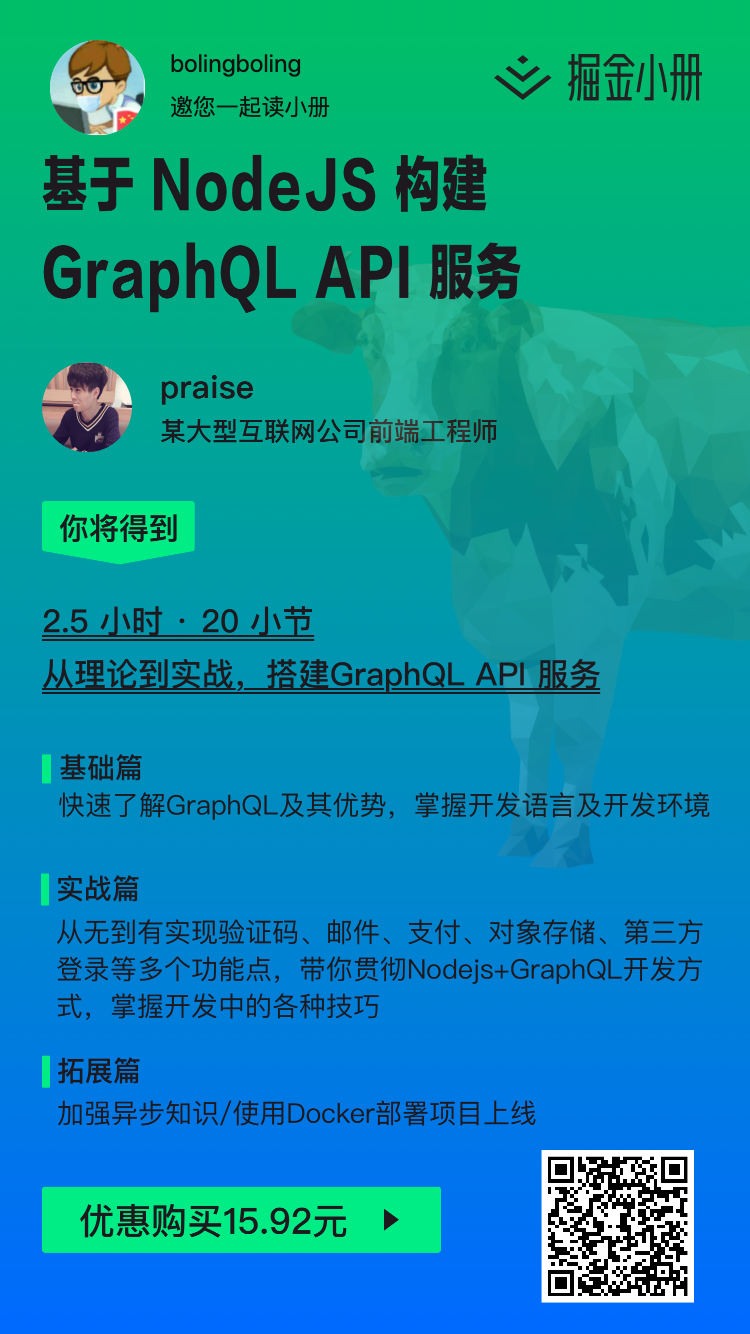 bolingboling
邀您一起读小册
掘金小册
基于 NodeJS 构建
GraphQL API 服务
praise
某大型互联网公司前端工程师
你将得到
2.5 小时 · 20 小节
从理论到实战，搭建GraphQL API 服务
基础篇
快速了解GraphQL及其优势，掌握开发语言及开发环境
实战篇
从无到有实现验证码、邮件、支付、对象存储、第三方
登录等多个功能点，带你贯彻Nodejs+GraphQL开发方
式，掌握开发中的各种技巧
拓展篇
加强异步知识/使用Docker部署项目上线
优惠购买15.92元